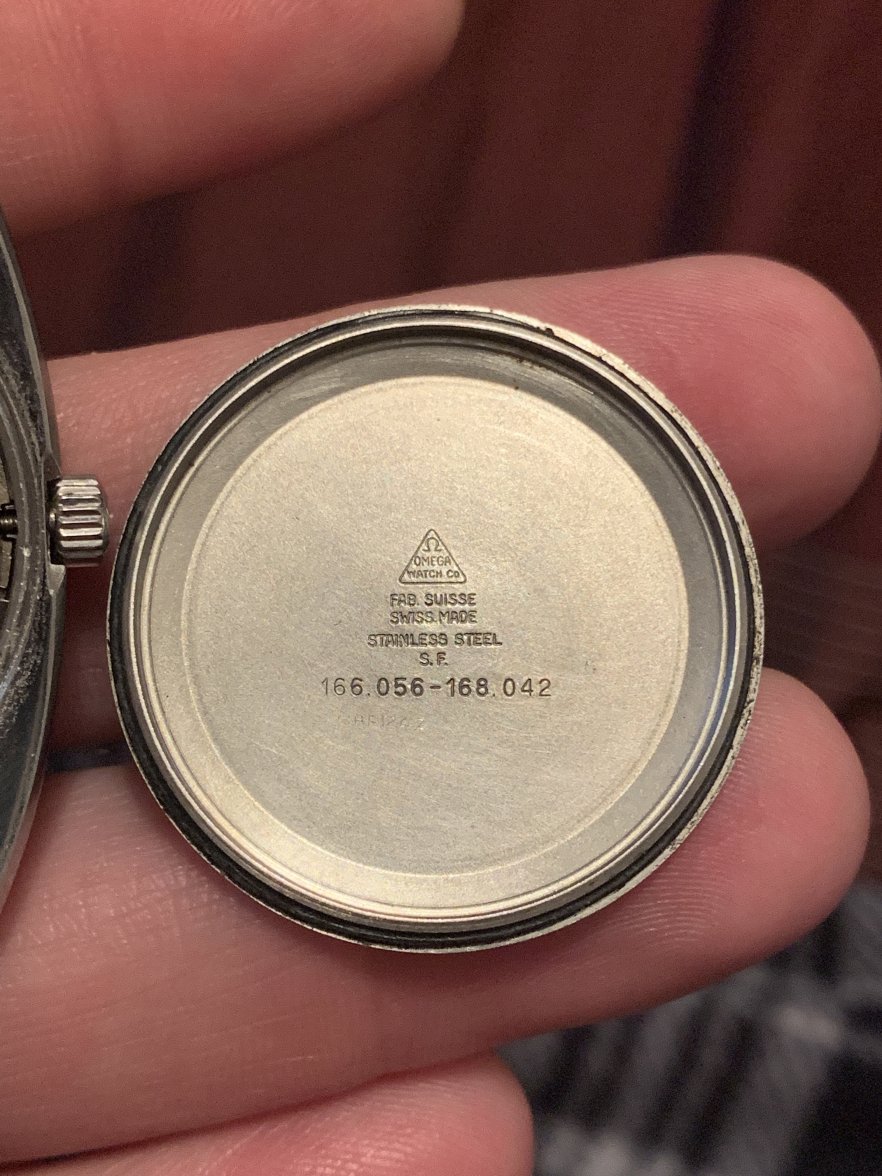 Ω
OMEGA
WATCH Co
FAB. SUISSE
SWISS MADE
STAINLESS STEEL
S.F.
166.056-168.042